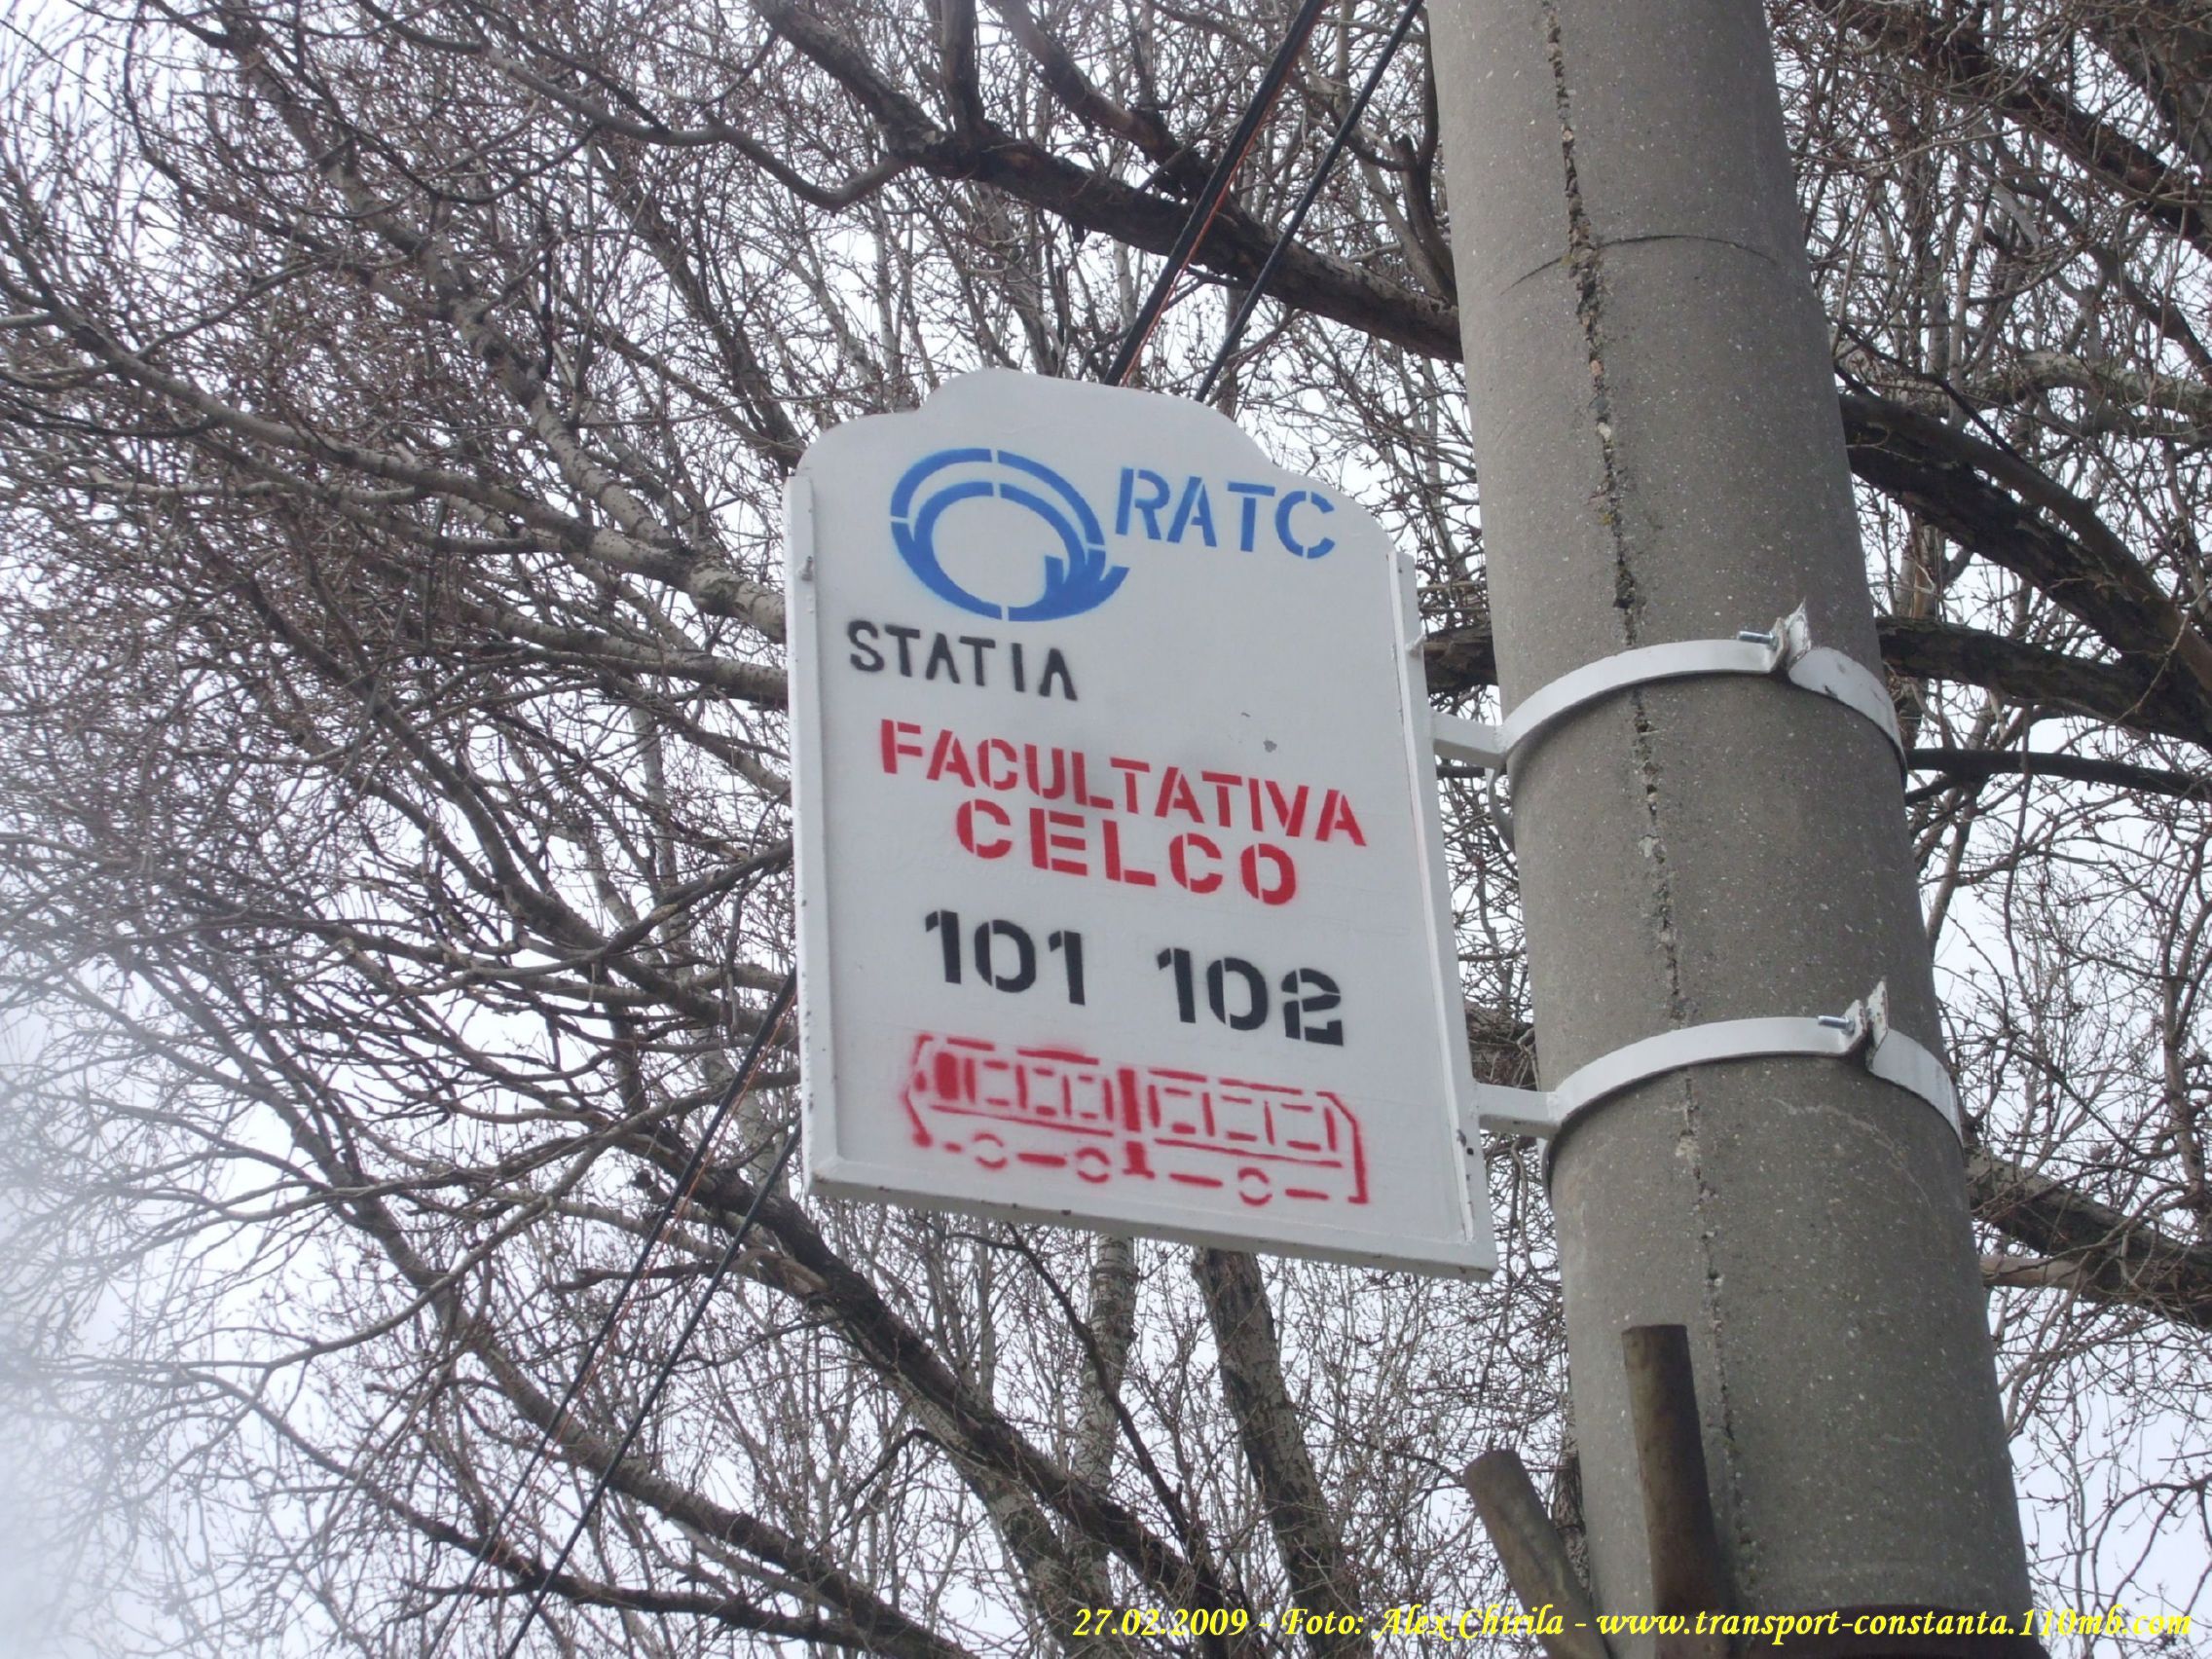 RATC
STATIA
FACULTATIVA
CELCO
101 102
27.02.2009 - Foto: Alex Chirila - www.transport-constanta.110mb.com